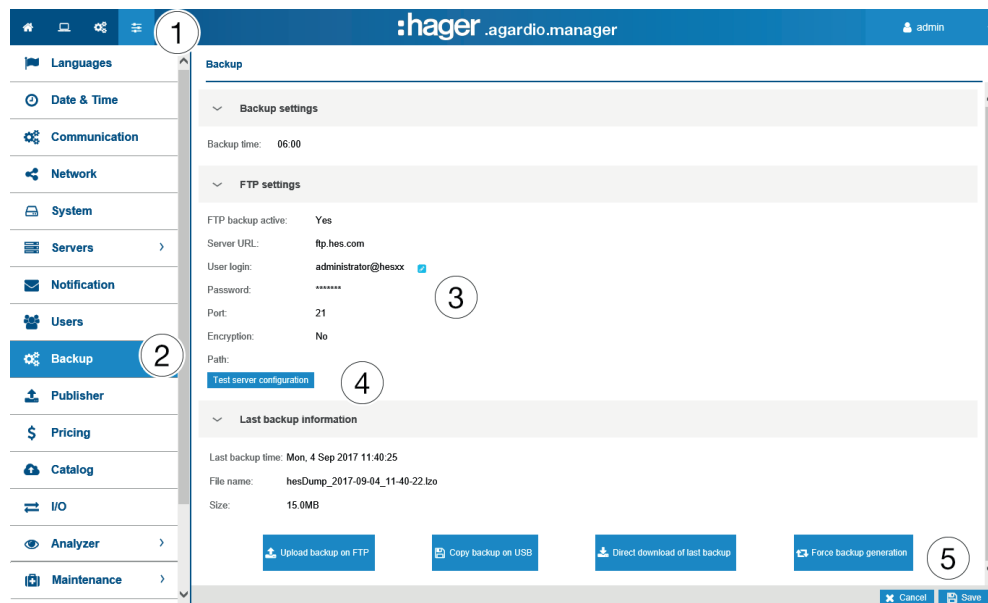 1
:hager .agardio.manager
admin
Languages
Date & Time
Communication
Network
System
Servers
Notification
Users
Backup
2
Publisher
Pricing
Catalog
I/O
Analyzer
Maintenance
Backup
Backup settings
Backup time: 06:00
FTP settings
FTP backup active: Yes
Server URL: ftp.hes.com
User login: administrator@hesxx
Password: *******
3
Port: 21
Encryption: No
Path:
Test server configuration
4
Last backup information
Last backup time: Mon, 4 Sep 2017 11:40:25
File name: hesDump_2017-09-04_11-40-22.lzo
Size: 15.0MB
Upload backup on FTP
Copy backup on USB
Direct download of last backup
Force backup generation
5
Cancel
Save